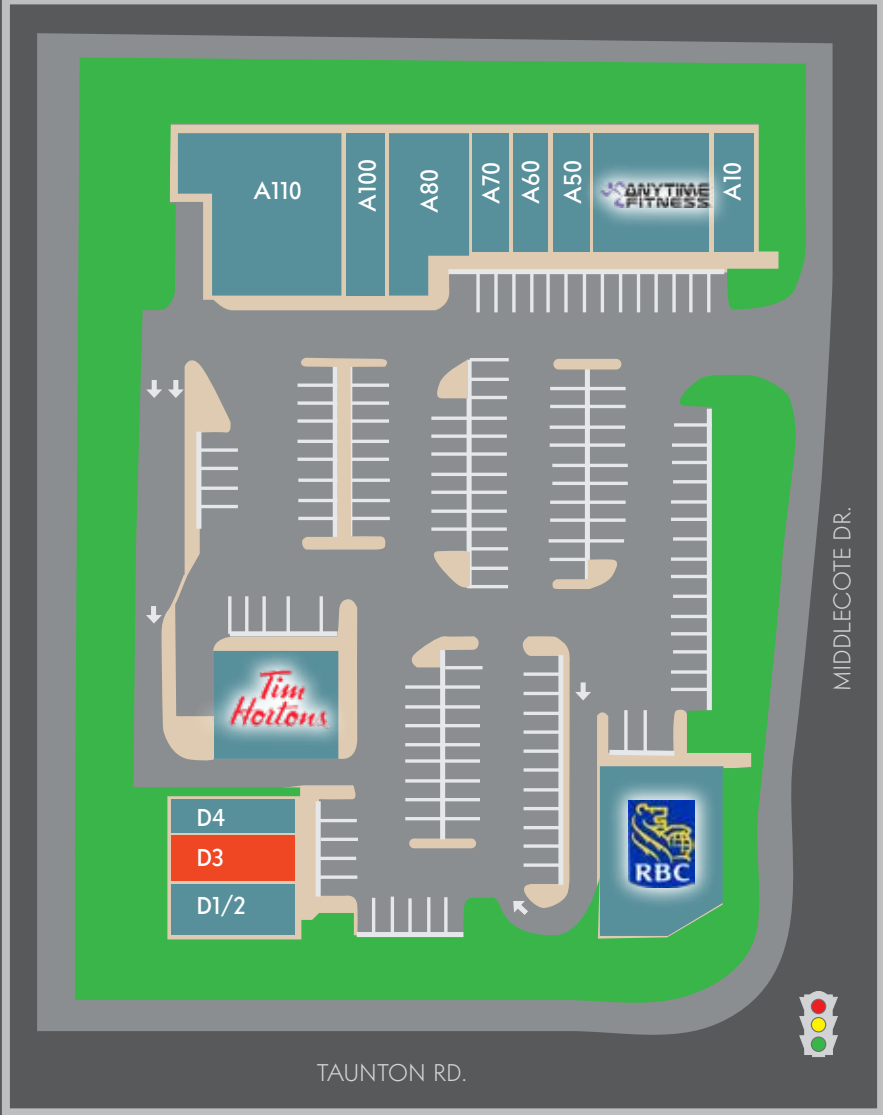 A110
A100
A80
A70
A60
A50
ANYTIME
FITNESS
A10
MIDDLECOTE DR.
Tim
Hortons
D4
D3
D1/2
RBC
TAUNTON RD.